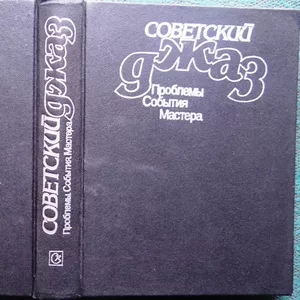 СОВЕТСКИЙ
джаз
Проблемы
События
Мастера
СОВЕТСКИЙ джаз
Проблемы.События.Мастера.